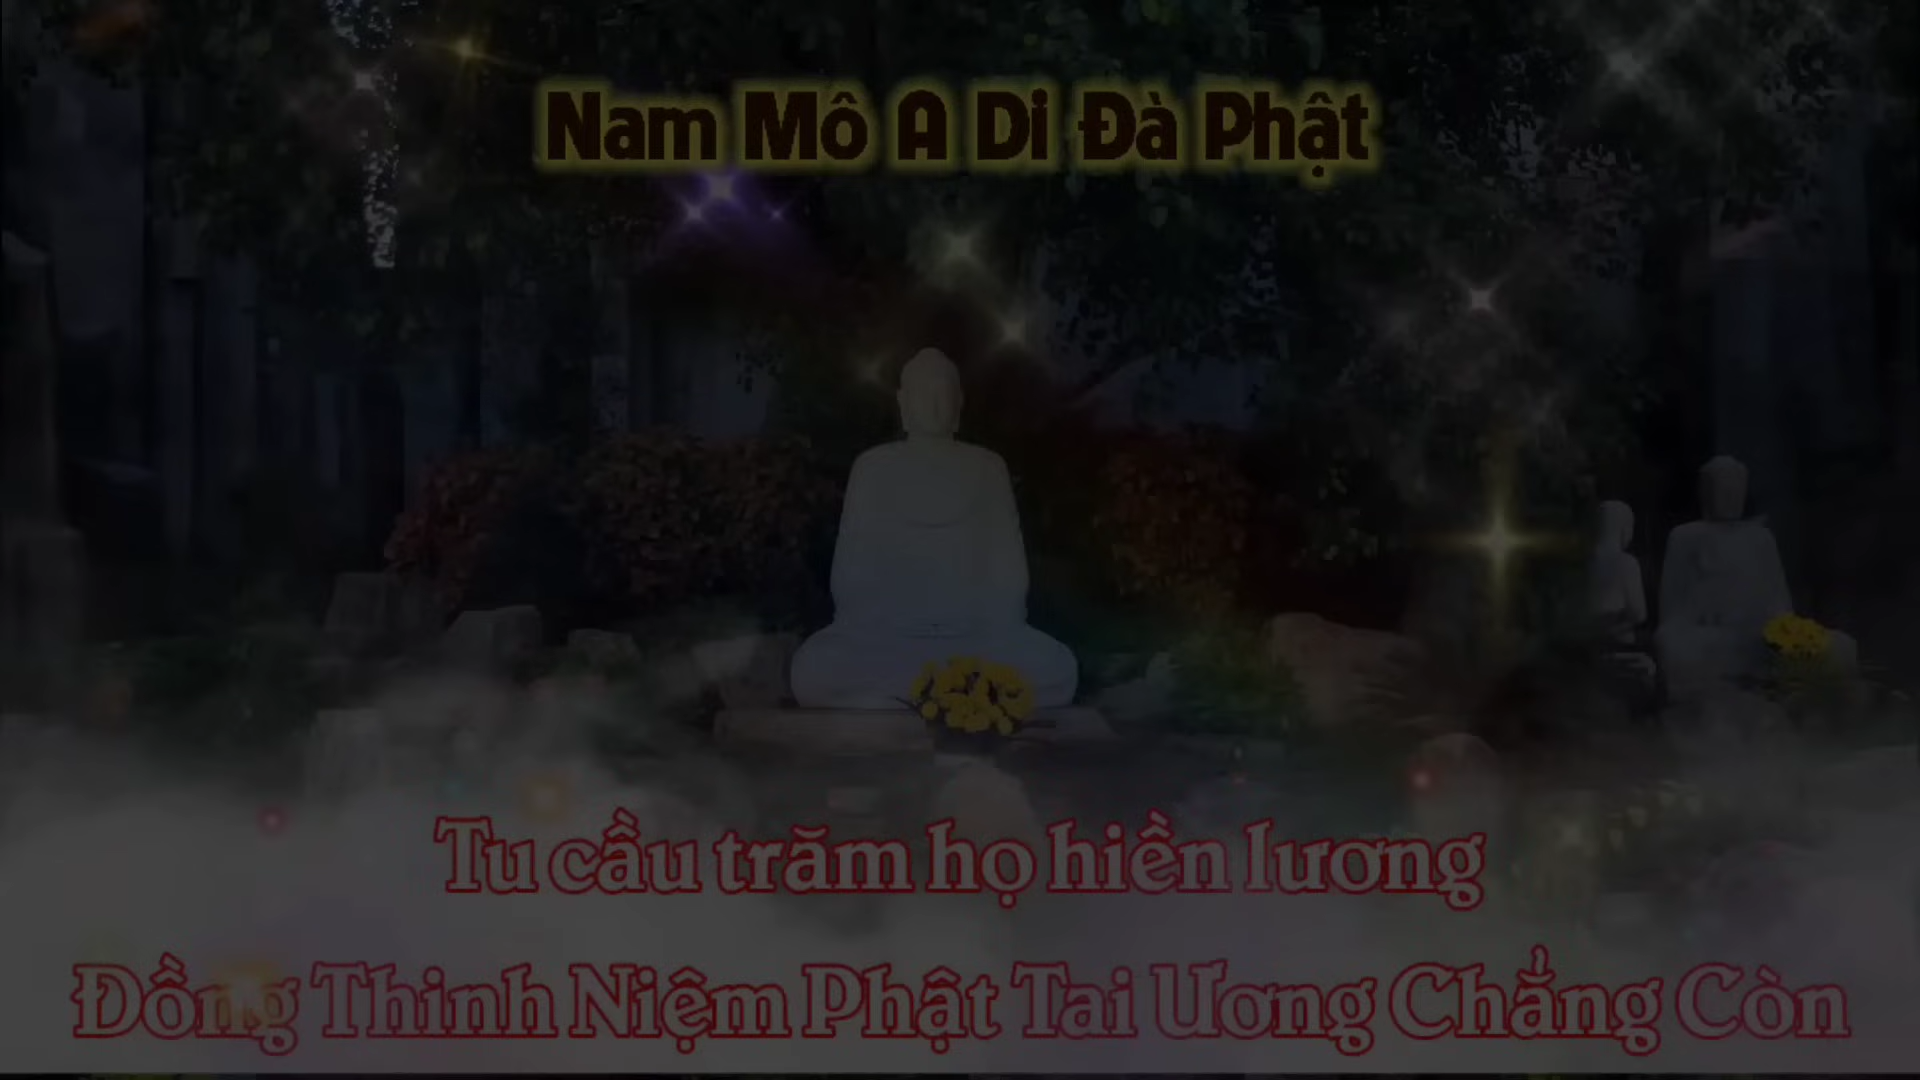 Nam Mô A Di Đà Phật
Tu cầu trăm họ hiền lương
Đồng Thinh Niệm Phật Tai Ương Chẳng Còn